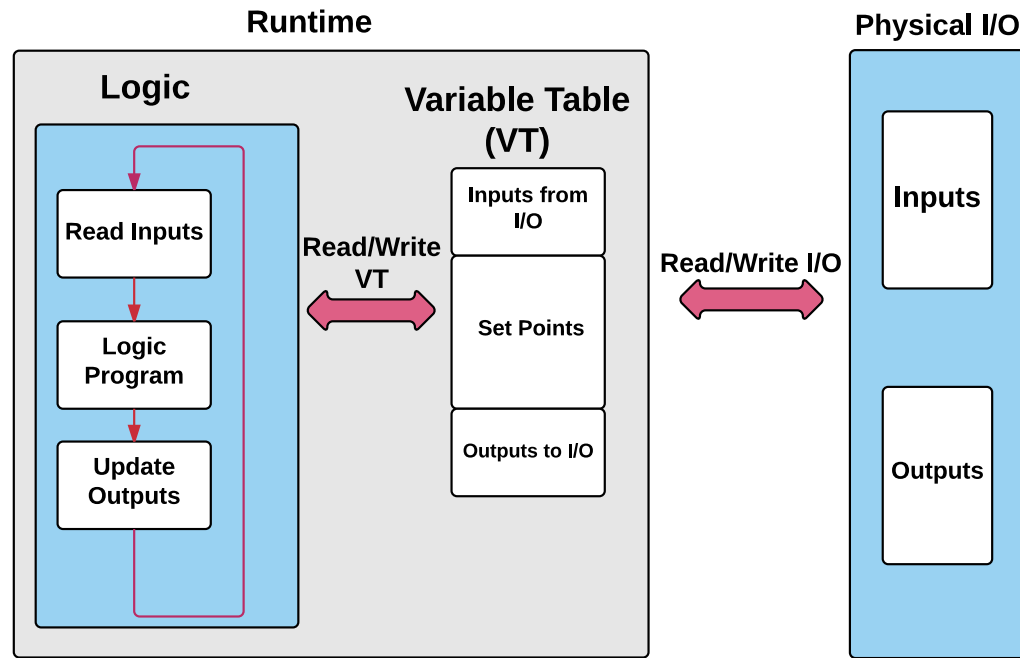 Runtime
Physical I/O
Logic
Variable Table
(VT)
Read Inputs
Logic
Program
Update
Outputs
Read/Write
VT
Inputs from
I/O
Set Points
Outputs to I/O
Read/Write I/O
Inputs
Outputs